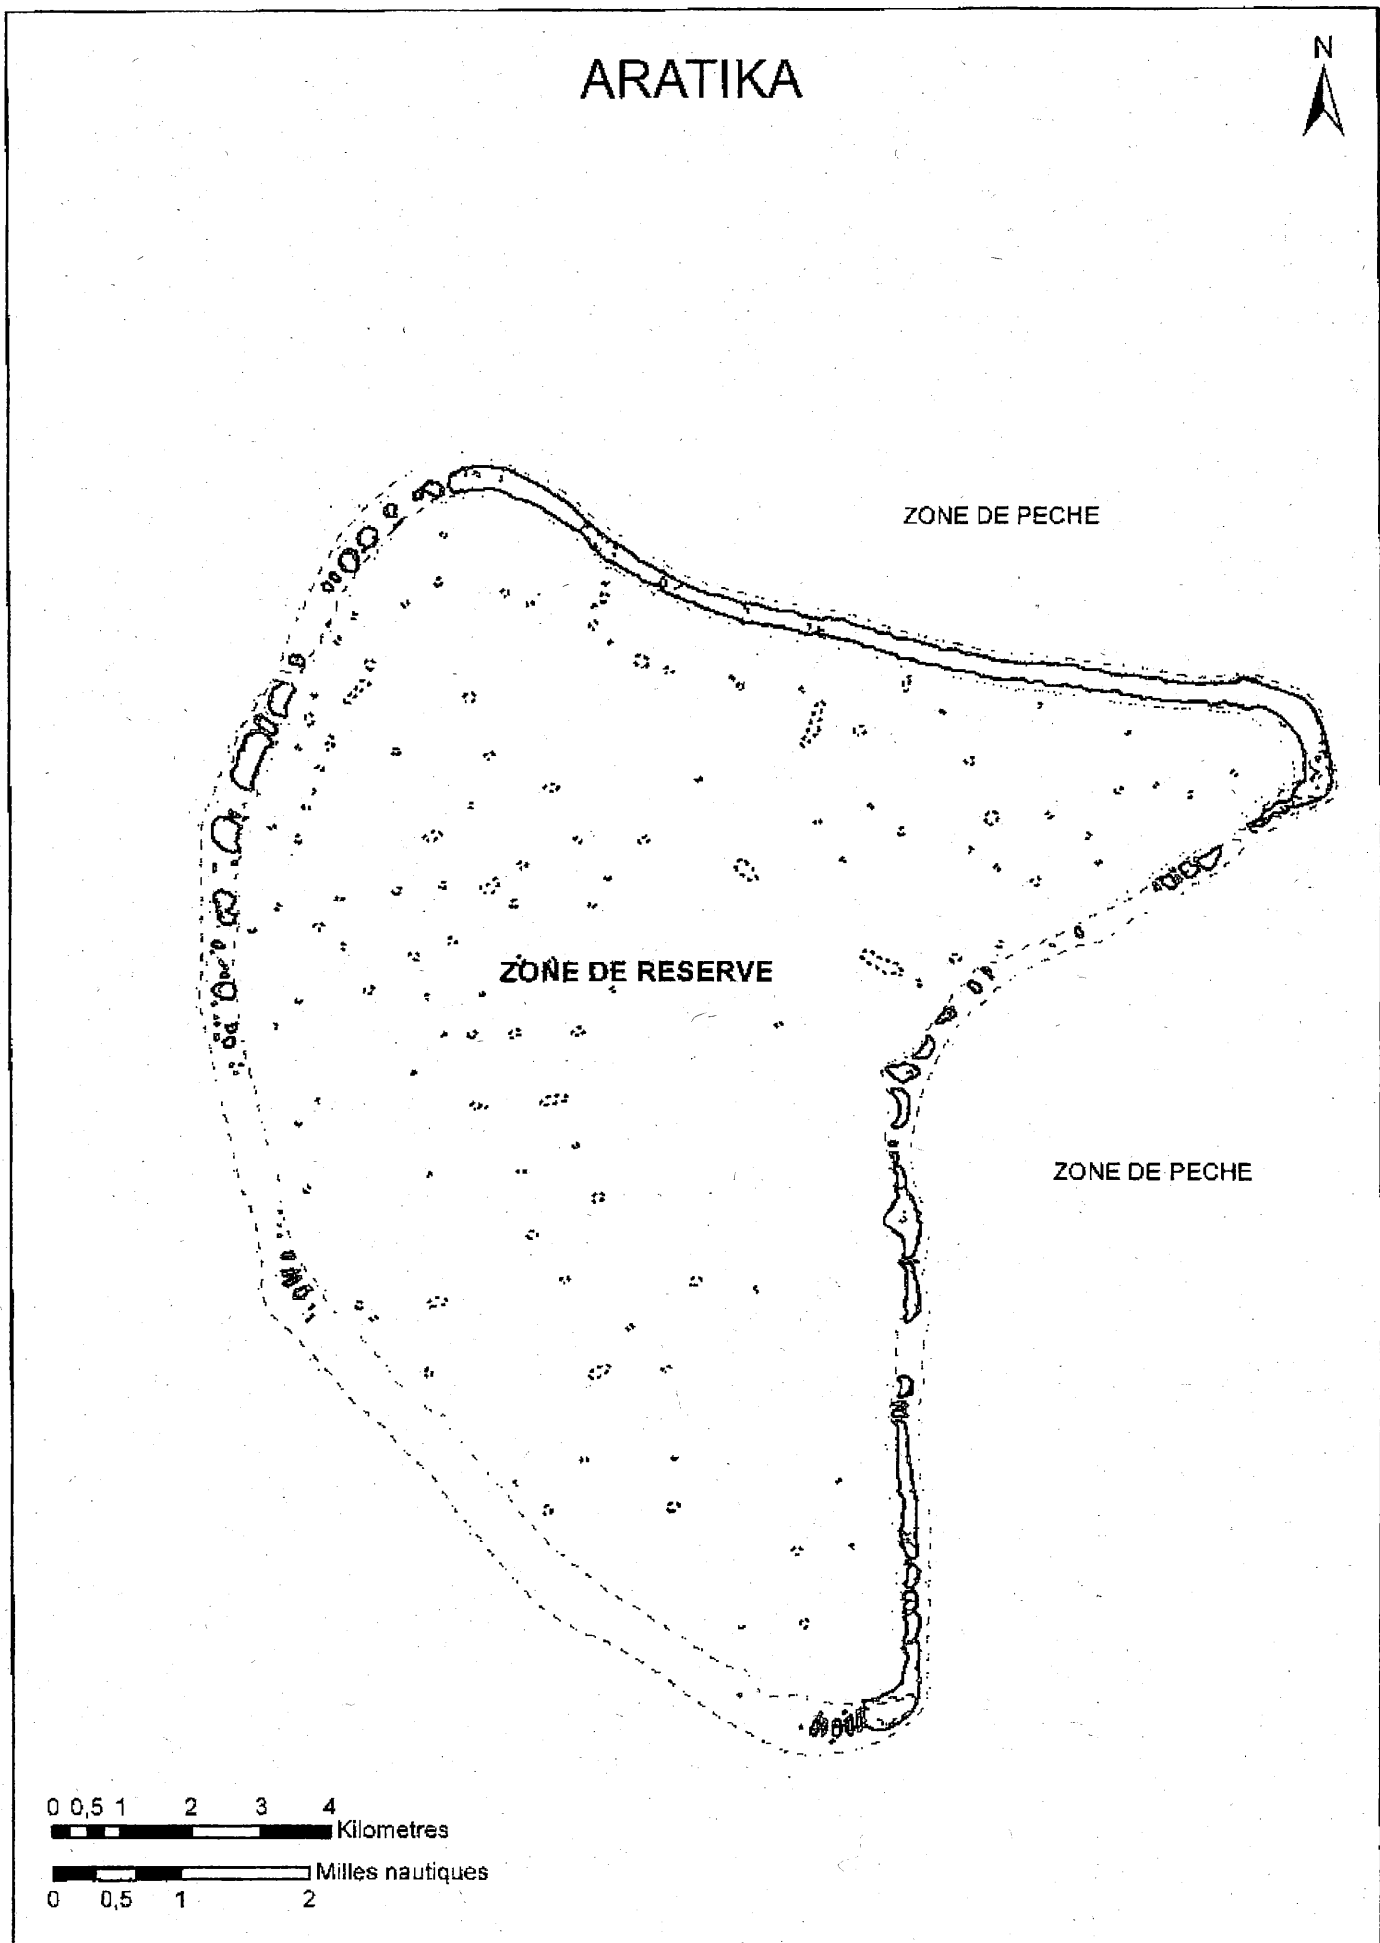 ARATIKA
N
ZONE DE PECHE
ZONE DE RESERVE
ZONE DE PECHE
0 0,5 1 2 3 4
Kilometres
Milles nautiques
0 0,5 1 2